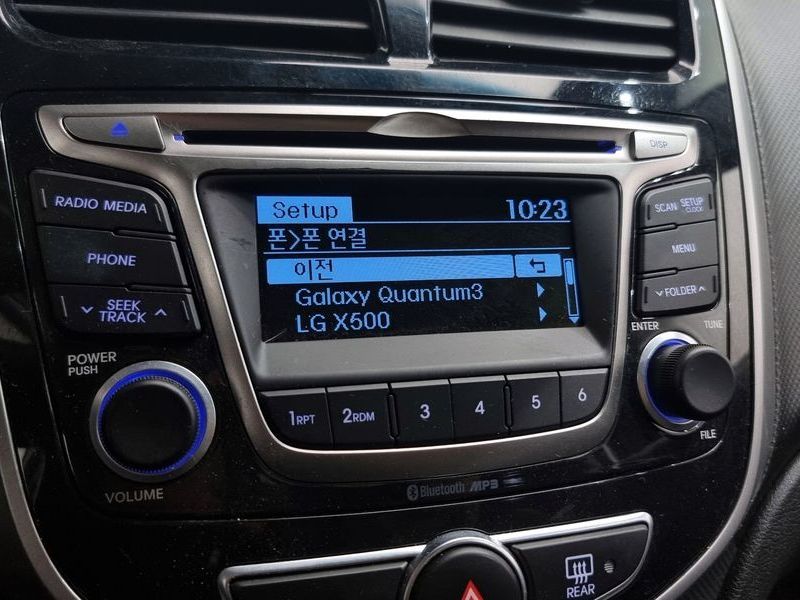 DISP
RADIO MEDIA
PHONE
SEEK
TRACK
POWER
PUSH
VOLUME
Setup 10:23
폰>폰 연결
이전
Galaxy Quantum3
LG X500
1RPT 2RDM 3 4 5 6
SCAN SETUP
CLOCK
MENU
FOLDER
ENTER TUNE
FILE
Bluetooth MP3
REAR